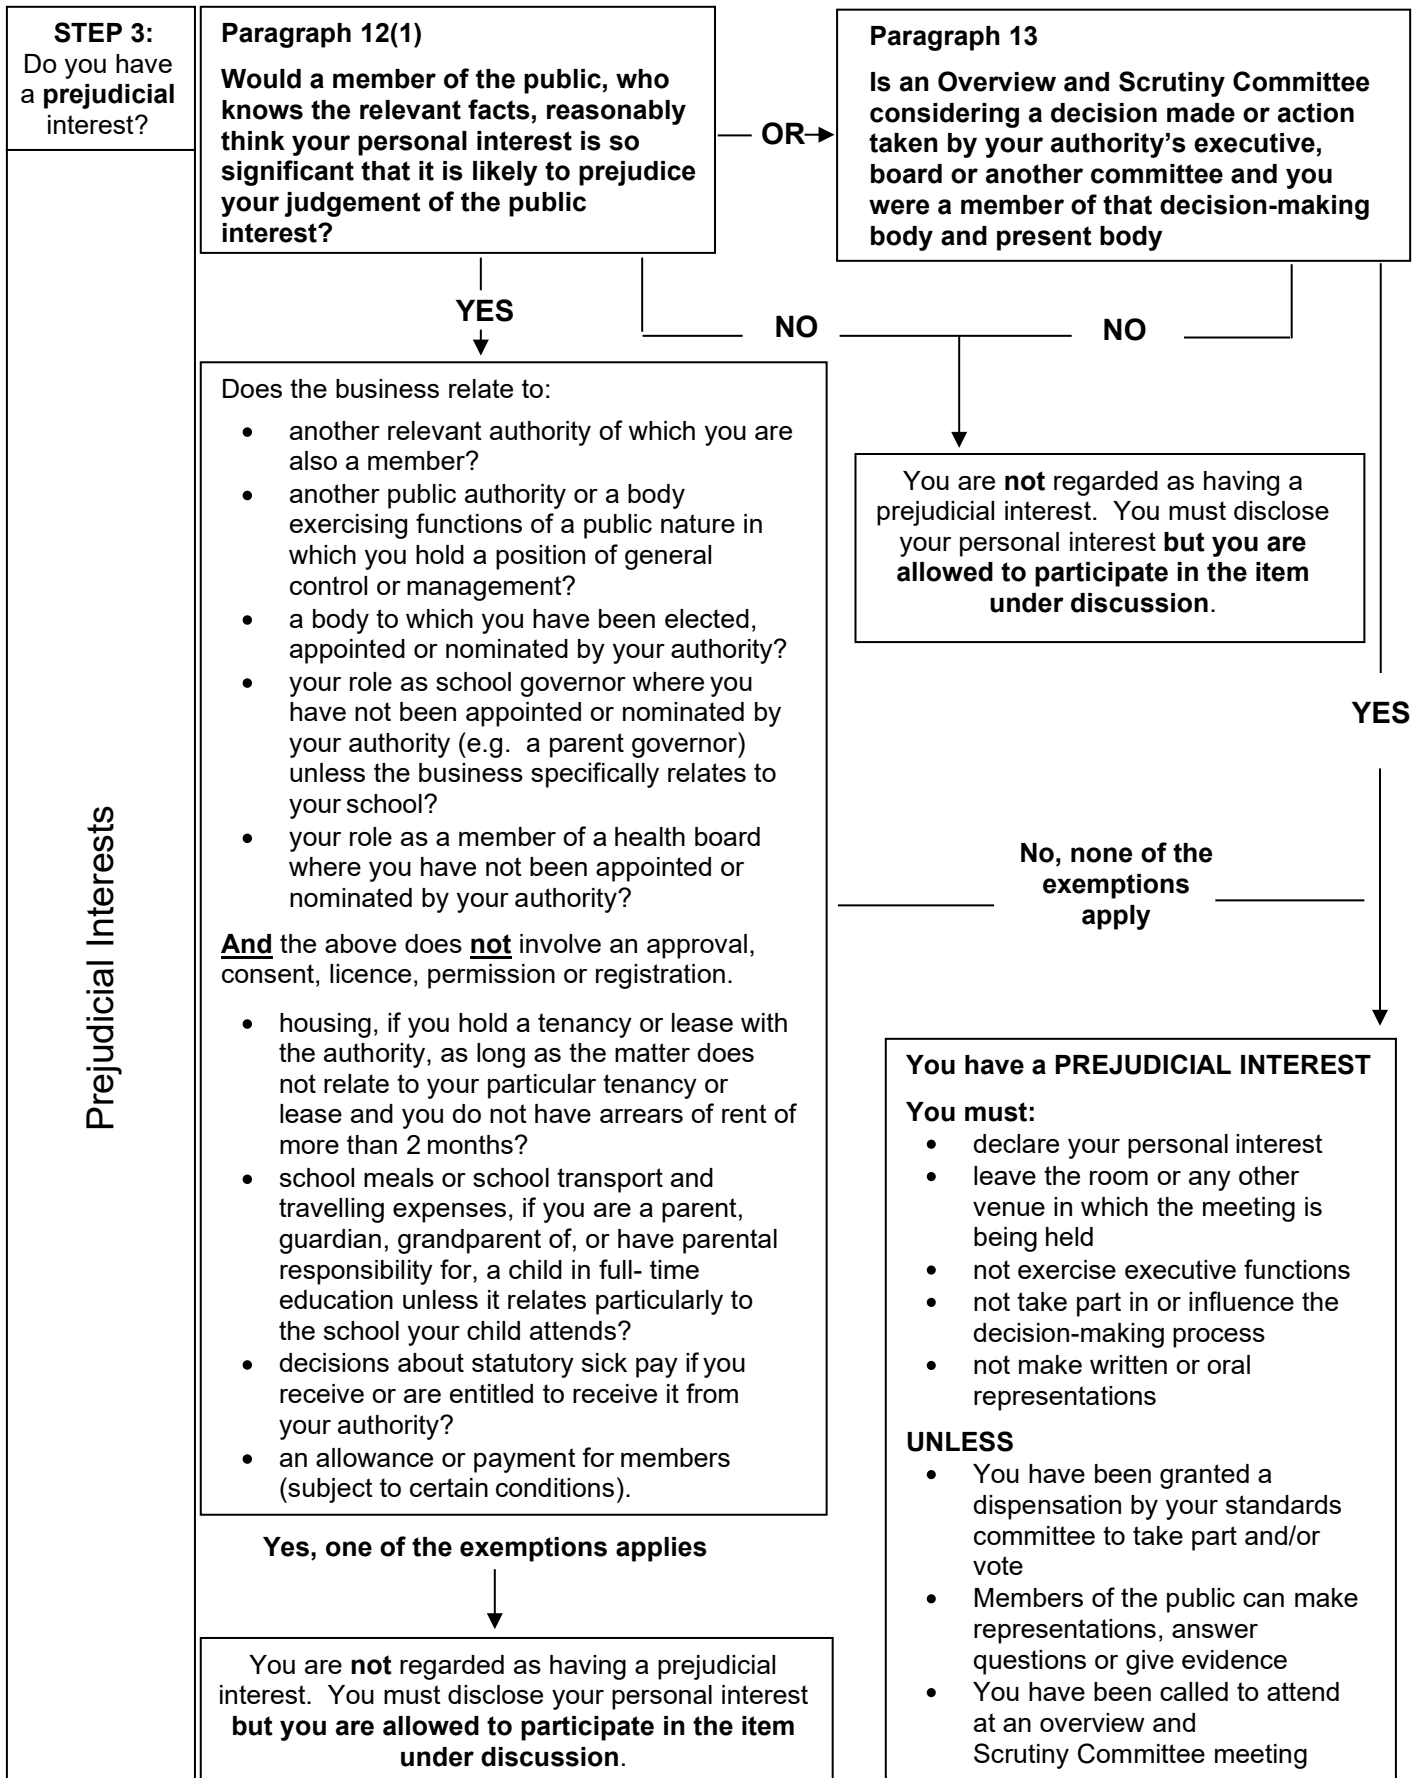 STEP 3:
Do you have
a prejudicial
interest?
Prejudicial Interests
Paragraph 12(1)
Would a member of the public, who
knows the relevant facts, reasonably
think your personal interest is so
significant that it is likely to prejudice
your judgement of the public
interest?
OR
Paragraph 13
Is an Overview and Scrutiny Committee
considering a decision made or action
taken by your authority’s executive,
board or another committee and you
were a member of that decision-making
body and present body
YES
NO
NO
Does the business relate to:
• another relevant authority of which you are
also a member?
• another public authority or a body
exercising functions of a public nature in
which you hold a position of general
control or management?
• a body to which you have been elected,
appointed or nominated by your authority?
• your role as school governor where you
have not been appointed or nominated by
your authority (e.g. a parent governor)
unless the business specifically relates to
your school?
• your role as a member of a health board
where you have not been appointed or
nominated by your authority?
And the above does not involve an approval,
consent, licence, permission or registration.
• housing, if you hold a tenancy or lease with
the authority, as long as the matter does
not relate to your particular tenancy or
lease and you do not have arrears of rent of
more than 2 months?
• school meals or school transport and
travelling expenses, if you are a parent,
guardian, grandparent of, or have parental
responsibility for, a child in full- time
education unless it relates particularly to
the school your child attends?
• decisions about statutory sick pay if you
receive or are entitled to receive it from
your authority?
• an allowance or payment for members
(subject to certain conditions).
You are not regarded as having a
prejudicial interest. You must disclose
your personal interest but you are
allowed to participate in the item
under discussion.
YES
No, none of the
exemptions
apply
Yes, one of the exemptions applies
You are not regarded as having a prejudicial
interest. You must disclose your personal interest
but you are allowed to participate in the item
under discussion.
You have a PREJUDICIAL INTEREST
You must:
• declare your personal interest
• leave the room or any other
venue in which the meeting is
being held
• not exercise executive functions
• not take part in or influence the
decision-making process
• not make written or oral
representations
UNLESS
• You have been granted a
dispensation by your standards
committee to take part and/or
vote
• Members of the public can make
representations, answer
questions or give evidence
• You have been called to attend
at an overview and
Scrutiny Committee meeting